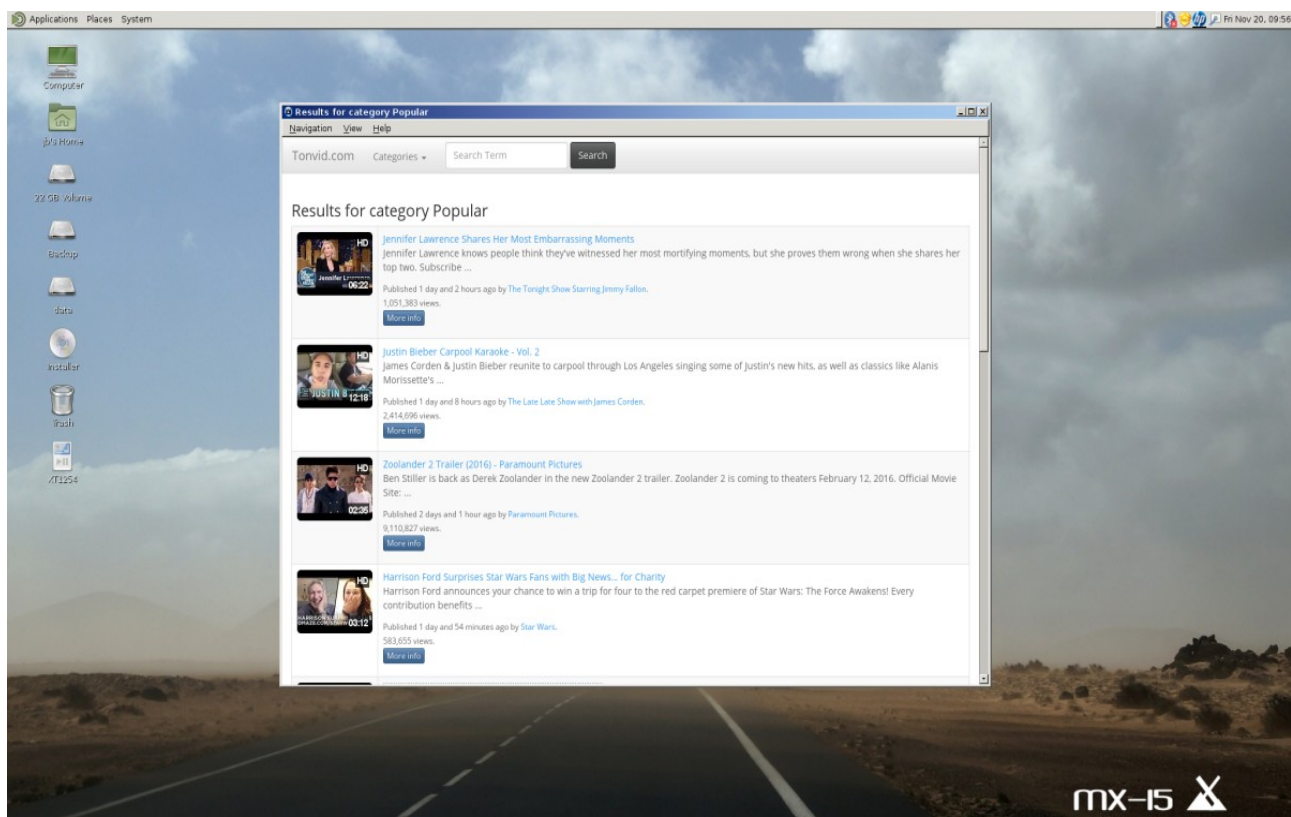 Applications Places System
Fri Nov 20, 09:56
Computer
jb's Home
22 GB Volume
Backup
data
Installer
Trash
XT1254
Results for category Popular
Navigation View Help
Tonvid.com Categories Search Term Search
Results for category Popular
HD
Jennifer
06:22
Jennifer Lawrence Shares Her Most Embarrassing Moments
Jennifer Lawrence knows people think they've witnessed her most mortifying moments, but she proves them wrong when she shares her
top two. Subscribe ...
Published 1 day and 2 hours ago by The Tonight Show Starring Jimmy Fallon.
1,051,383 views.
More info
HD
JUSTIN B
12:18
Justin Bieber Carpool Karaoke - Vol. 2
James Corden & Justin Bieber reunite to carpool through Los Angeles singing some of Justin's new hits, as well as classics like Alanis
Morissette's ...
Published 1 day and 8 hours ago by The Late Late Show with James Corden.
2,414,696 views.
More info
HD
02:35
Zoolander 2 Trailer (2016) - Paramount Pictures
Ben Stiller is back as Derek Zoolander in the new Zoolander 2 trailer. Zoolander 2 is coming to theaters February 12, 2016. Official Movie
Site: ...
Published 2 days and 1 hour ago by Paramount Pictures.
9,110,827 views.
More info
HD
03:12
Harrison Ford Surprises Star Wars Fans with Big News... for Charity
Harrison Ford announces your chance to win a trip for four to the red carpet premiere of Star Wars: The Force Awakens! Every
contribution benefits ...
Published 1 day and 54 minutes ago by Star Wars.
583,655 views.
More info
mx-15